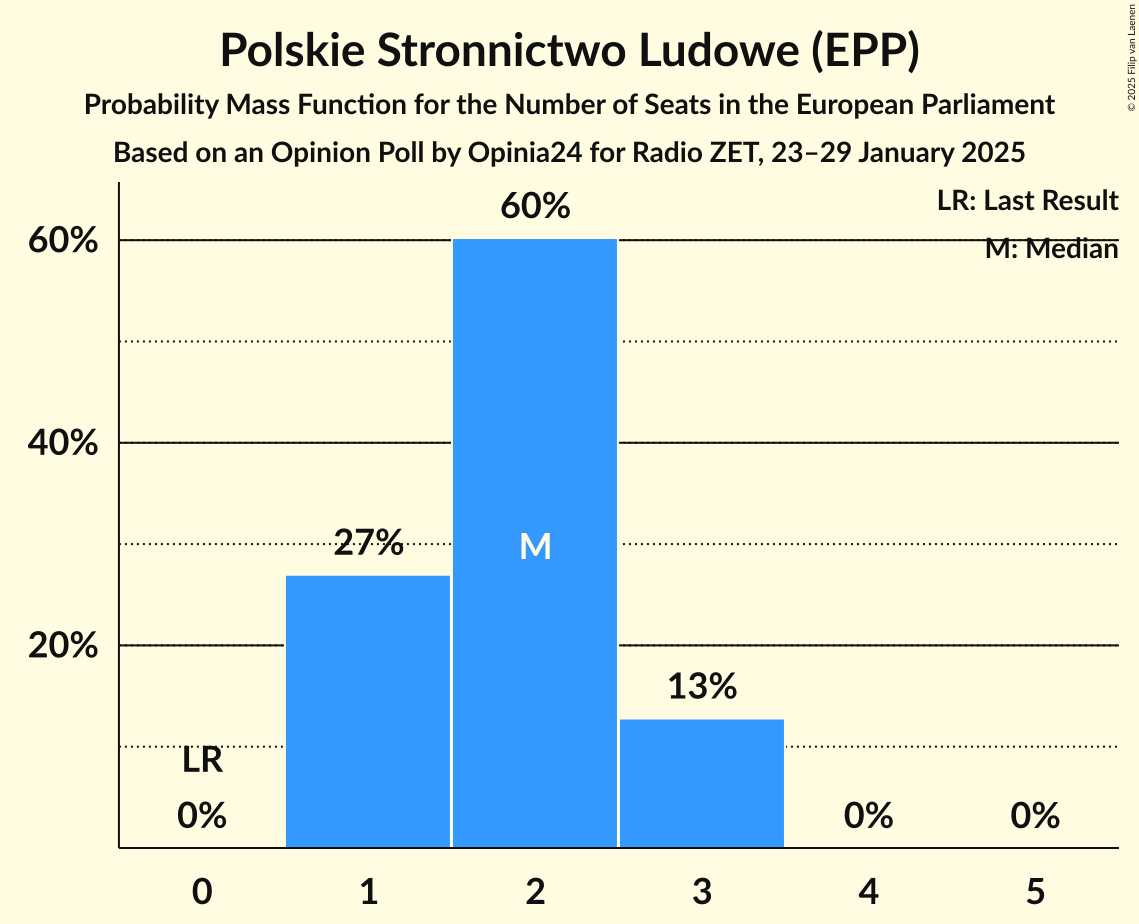 Polskie Stronnictwo Ludowe (EPP)
Probability Mass Function for the Number of Seats in the European Parliament
Based on an Opinion Poll by Opinia24 for Radio ZET, 23–29 January 2025
© 2025 Filip van Laenen
LR: Last Result
M: Median
60%
60%
40%
27%
M
20%
13%
LR
0%
0%
0%
0
1
2
3
4
5